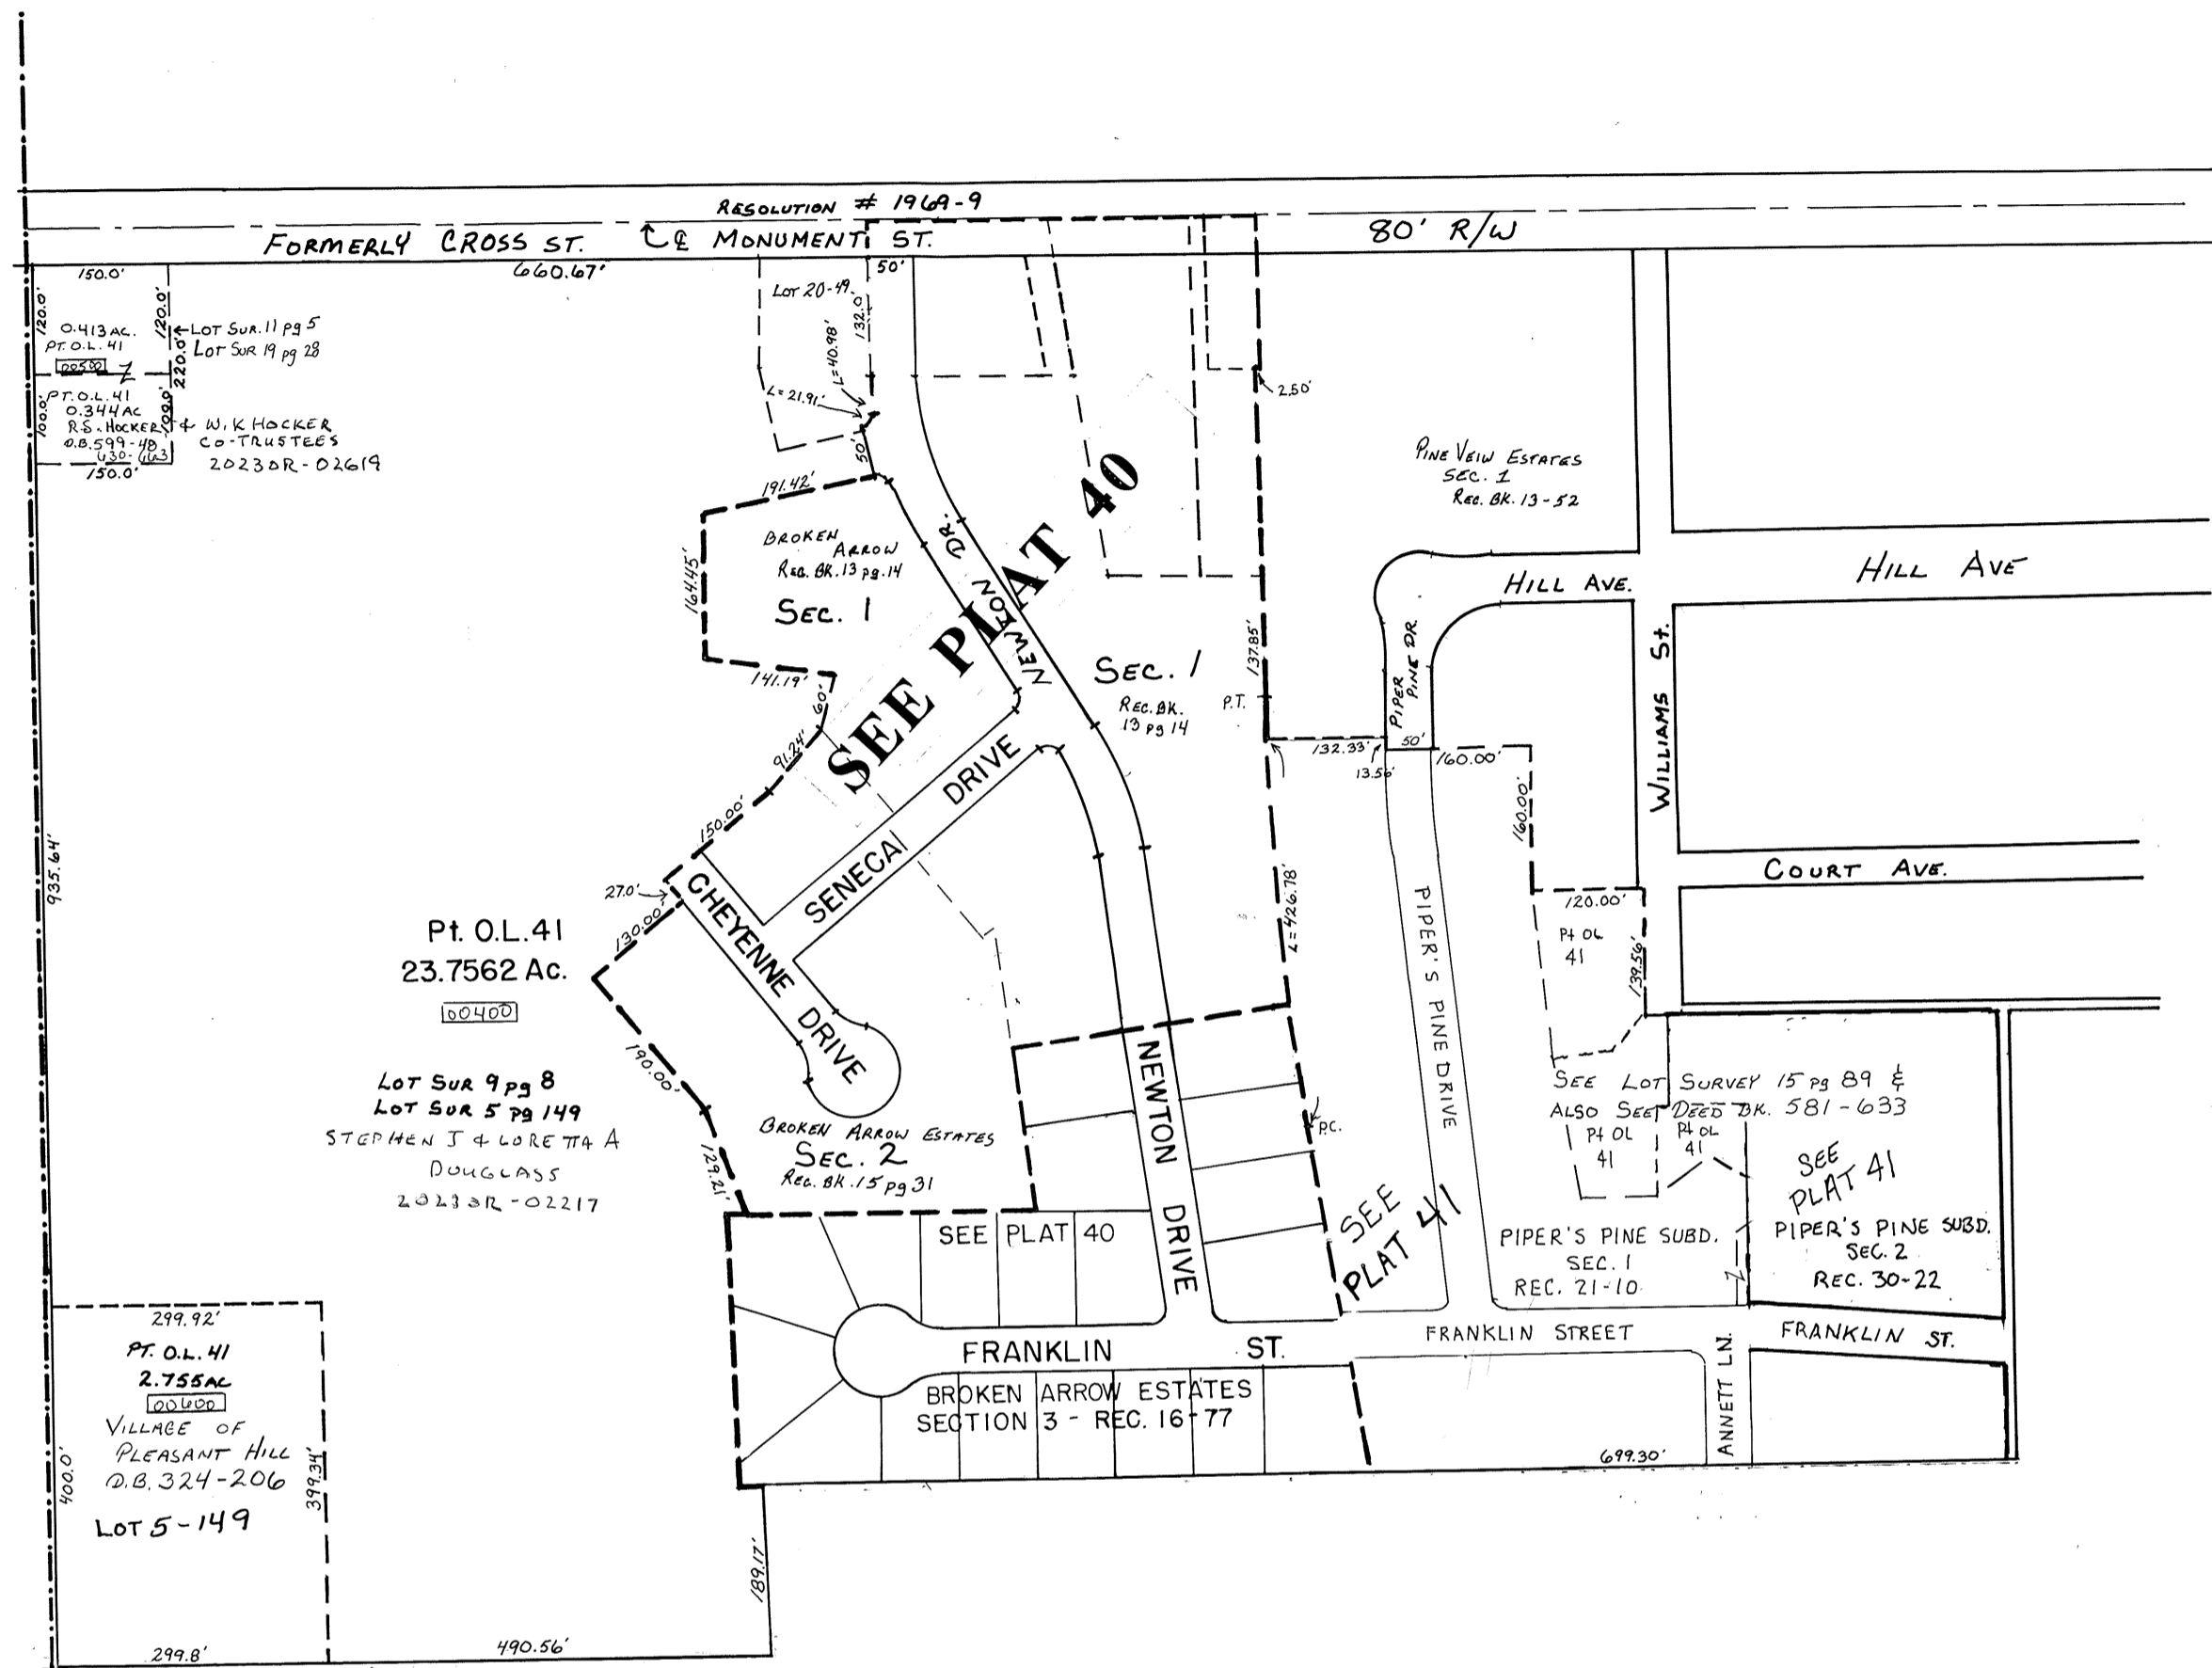 RESOLUTION # 1969-9
FORMERLY CROSS ST. ℄ MONUMENT ST.
80' R/W
150.0'
660.67'
50'
120.0'
0.413 AC.
PT. O.L. 41
00500
120.0'
220.0'
LOT SUR. 11 pg 5
LOT SUR 19 pg 28
100.0'
PT. O.L. 41
0.344 AC
R.S. HOCKER & W.K HOCKER
D.B. 599-40 CO-TRUSTEES
630-663
20230R-02619
100.0'
150.0'
LOT 20-49
132.0'
L=40.98'
L=21.91'
50'
2.50'
191.42'
164.45'
BROKEN
ARROW
REC. BK. 13 pg. 14
SEC. 1
141.19'
60'
91.24'
150.00'
27.0'
130.00'
190.00'
129.21'
SEE PLAT 40
NEWTON DR.
SEC. 1
REC. BK.
13 pg 14
137.85'
P.T.
PINE VEIW ESTATES
SEC. 1
REC. BK. 13-52
HILL AVE.
HILL AVE
PIPER
PINE DR.
WILLIAMS St.
132.33'
13.56'
50'
160.00'
160.00'
COURT AVE.
120.00'
Pt OL
41
139.56'
L=426.78'
SENECA DRIVE
CHEYENNE DRIVE
935.64'
Pt. O.L. 41
23.7562 Ac.
00400
LOT SUR 9 pg 8
LOT SUR 5 pg 149
STEPHEN J & LORETTA A
DOUGLASS
20230R-02217
BROKEN ARROW ESTATES
SEC. 2
REC. BK. 15 pg 31
NEWTON DRIVE
P.C.
PIPER'S PINE DRIVE
SEE LOT SURVEY 15 pg 89 &
ALSO SEE DEED BK. 581-633
Pt OL
41
Pt OL
41
SEE
PLAT 41
SEE
PLAT 41
SEE PLAT 40
PIPER'S PINE SUBD.
SEC. 1
REC. 21-10
PIPER'S PINE SUBD.
SEC. 2
REC. 30-22
FRANKLIN ST.
FRANKLIN STREET
FRANKLIN ST.
ANNETT LN.
BROKEN ARROW ESTATES
SECTION 3 - REC. 16-77
699.30'
299.92'
PT. O.L. 41
2.755 AC
00600
VILLAGE OF
PLEASANT HILL
D.B. 324-206
LOT 5-149
400.0'
399.34'
189.17'
299.8'
490.56'